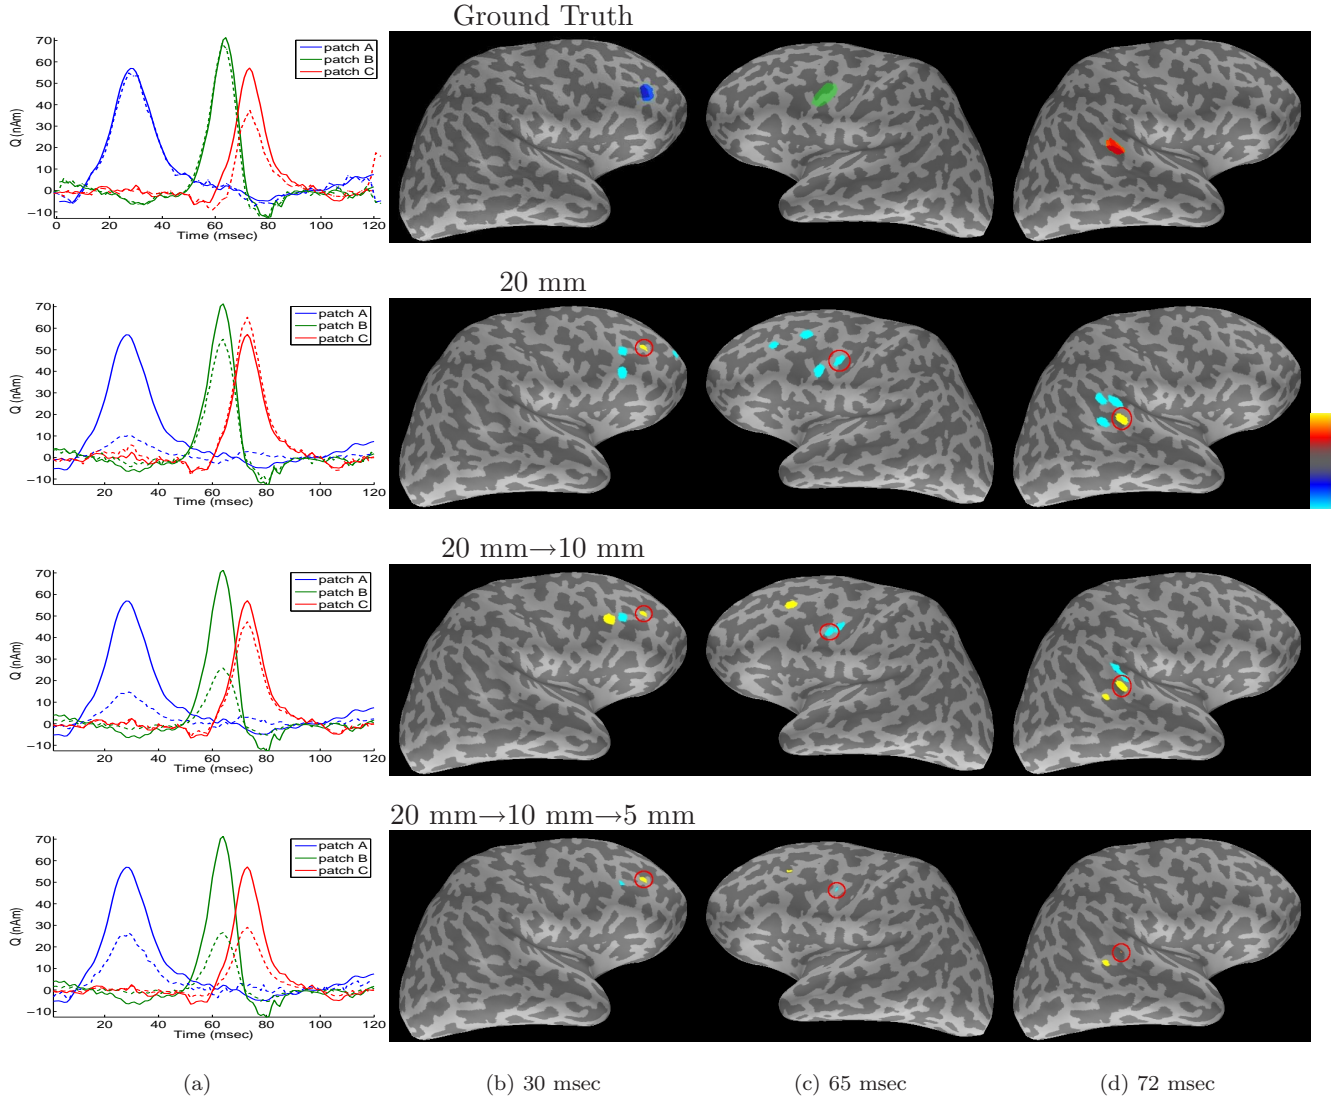 Ground Truth
Q (nAm)
70
60
50
40
30
20
10
0
−10
patch A
patch B
patch C
0 20 40 60 80 100 120
Time (msec)
20 mm
Q (nAm)
70
60
50
40
30
20
10
0
−10
patch A
patch B
patch C
20 40 60 80 100 120
Time (msec)
20 mm→10 mm
Q (nAm)
70
60
50
40
30
20
10
0
−10
patch A
patch B
patch C
20 40 60 80 100 120
Time (msec)
20 mm→10 mm→5 mm
Q (nAm)
70
60
50
40
30
20
10
0
−10
patch A
patch B
patch C
20 40 60 80 100 120
Time (msec)
(a) (b) 30 msec (c) 65 msec (d) 72 msec